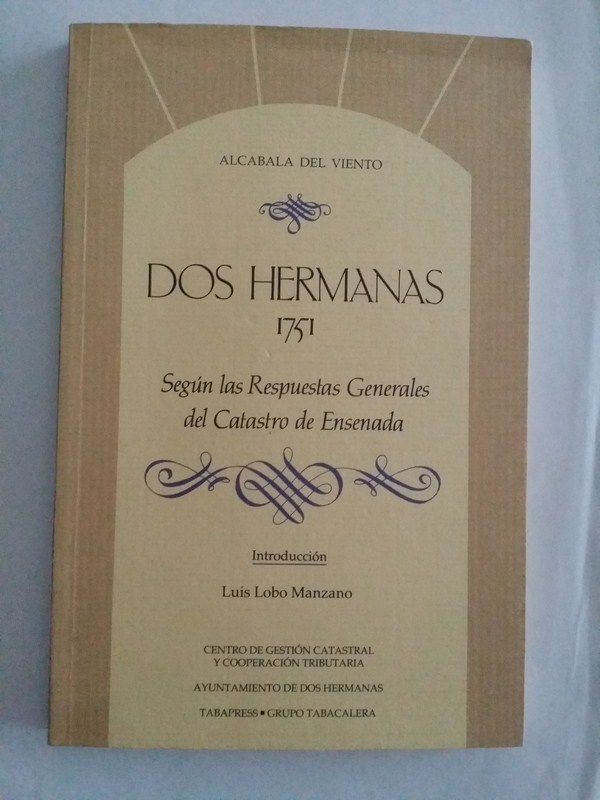 ALCABALA DEL VIENTO
DOS HERMANAS
1751
Según las Respuestas Generales
del Catastro de Ensenada
Introducción
Luis Lobo Manzano
CENTRO DE GESTIÓN CATASTRAL
Y COOPERACIÓN TRIBUTARIA
AYUNTAMIENTO DE DOS HERMANAS
TABAPRESS ■ GRUPO TABACALERA